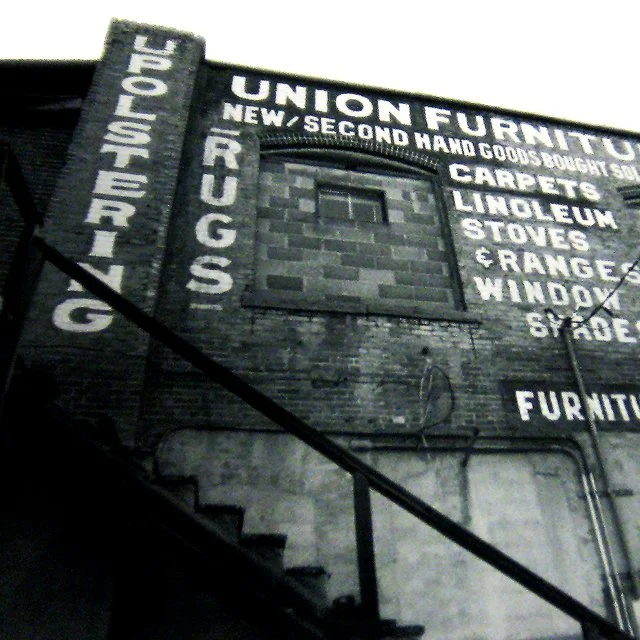 UPOLSTERING
RUGS
UNION FURNITU
NEW/SECOND HAND GOODS BOUGHT SOL
CARPETS
LINOLEUM
STOVES
& RANGES
WINDOW
SHADES
FURNITU